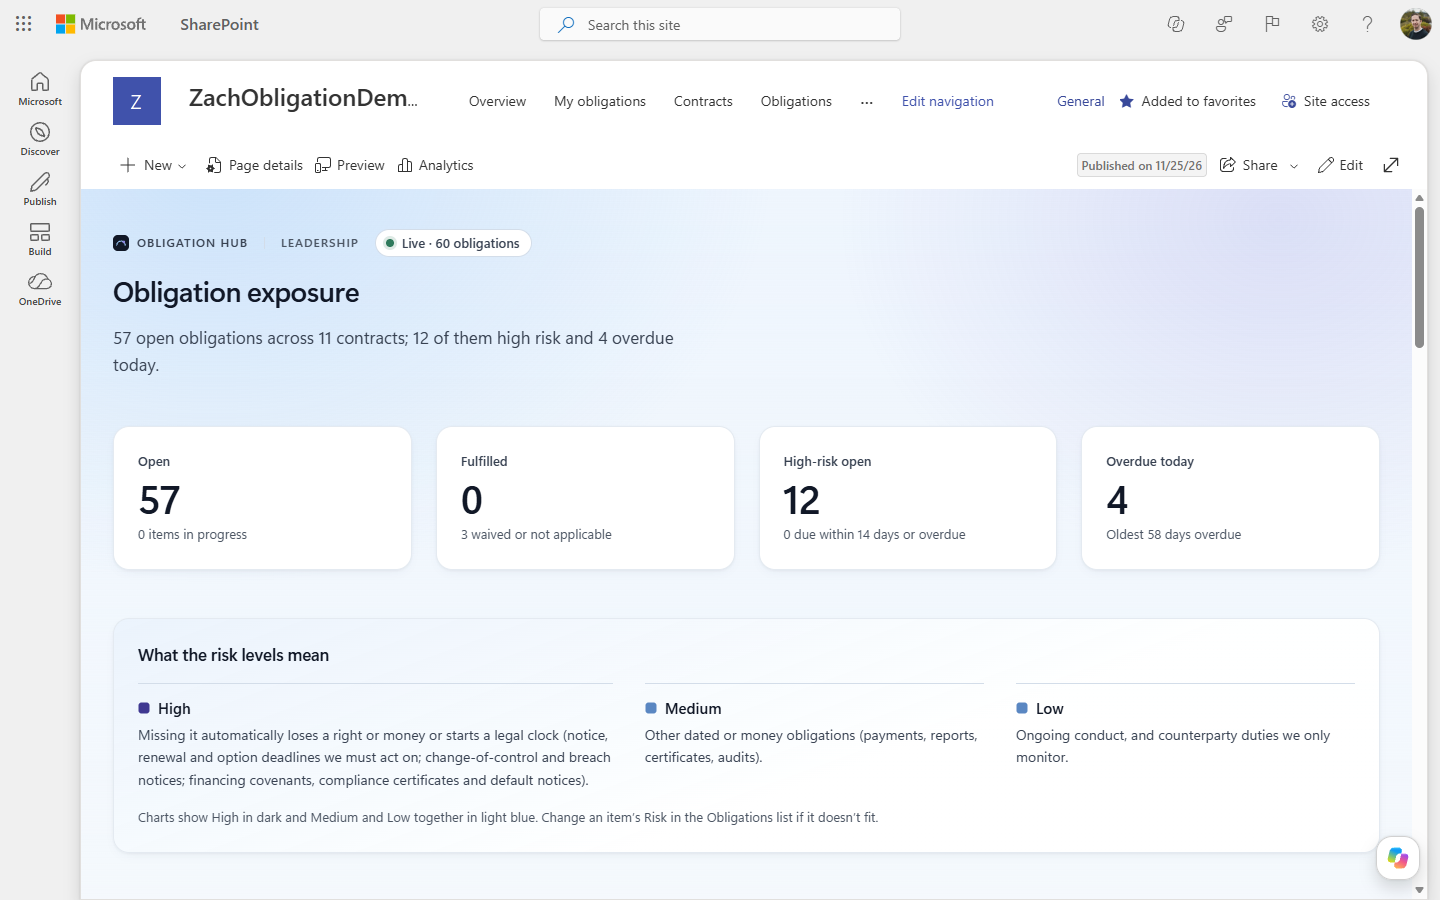 Microsoft
SharePoint
Search this site
Microsoft
Discover
Publish
Build
OneDrive
Z
ZachObligationDem...
Overview
My obligations
Contracts
Obligations
...
Edit navigation
General
Added to favorites
Site access
New
Page details
Preview
Analytics
Published on 11/25/26
Share
Edit
OBLIGATION HUB
LEADERSHIP
Live · 60 obligations
Obligation exposure
57 open obligations across 11 contracts; 12 of them high risk and 4 overdue
today.
Open
57
0 items in progress
Fulfilled
0
3 waived or not applicable
High-risk open
12
0 due within 14 days or overdue
Overdue today
4
Oldest 58 days overdue
What the risk levels mean
High
Missing it automatically loses a right or money or starts a legal clock (notice,
renewal and option deadlines we must act on; change-of-control and breach
notices; financing covenants, compliance certificates and default notices).
Medium
Other dated or money obligations (payments, reports,
certificates, audits).
Low
Ongoing conduct, and counterparty duties we only
monitor.
Charts show High in dark and Medium and Low together in light blue. Change an item's Risk in the Obligations list if it doesn't fit.